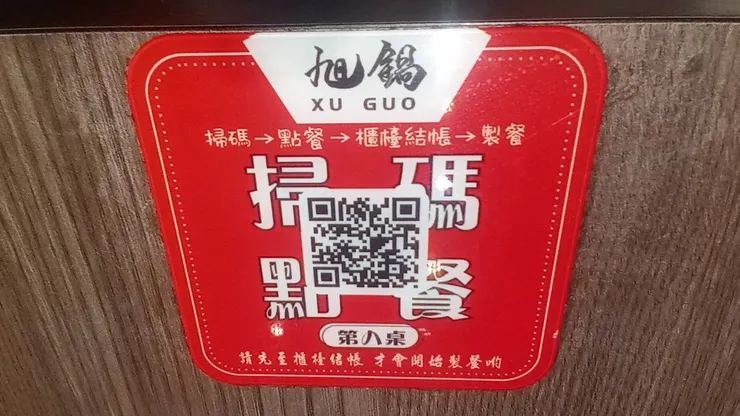 旭鍋
XU GUO
掃碼→點餐→櫃檯結帳→製餐
掃碼
點餐
第八桌
請先至櫃檯結帳 才會開始製餐喲